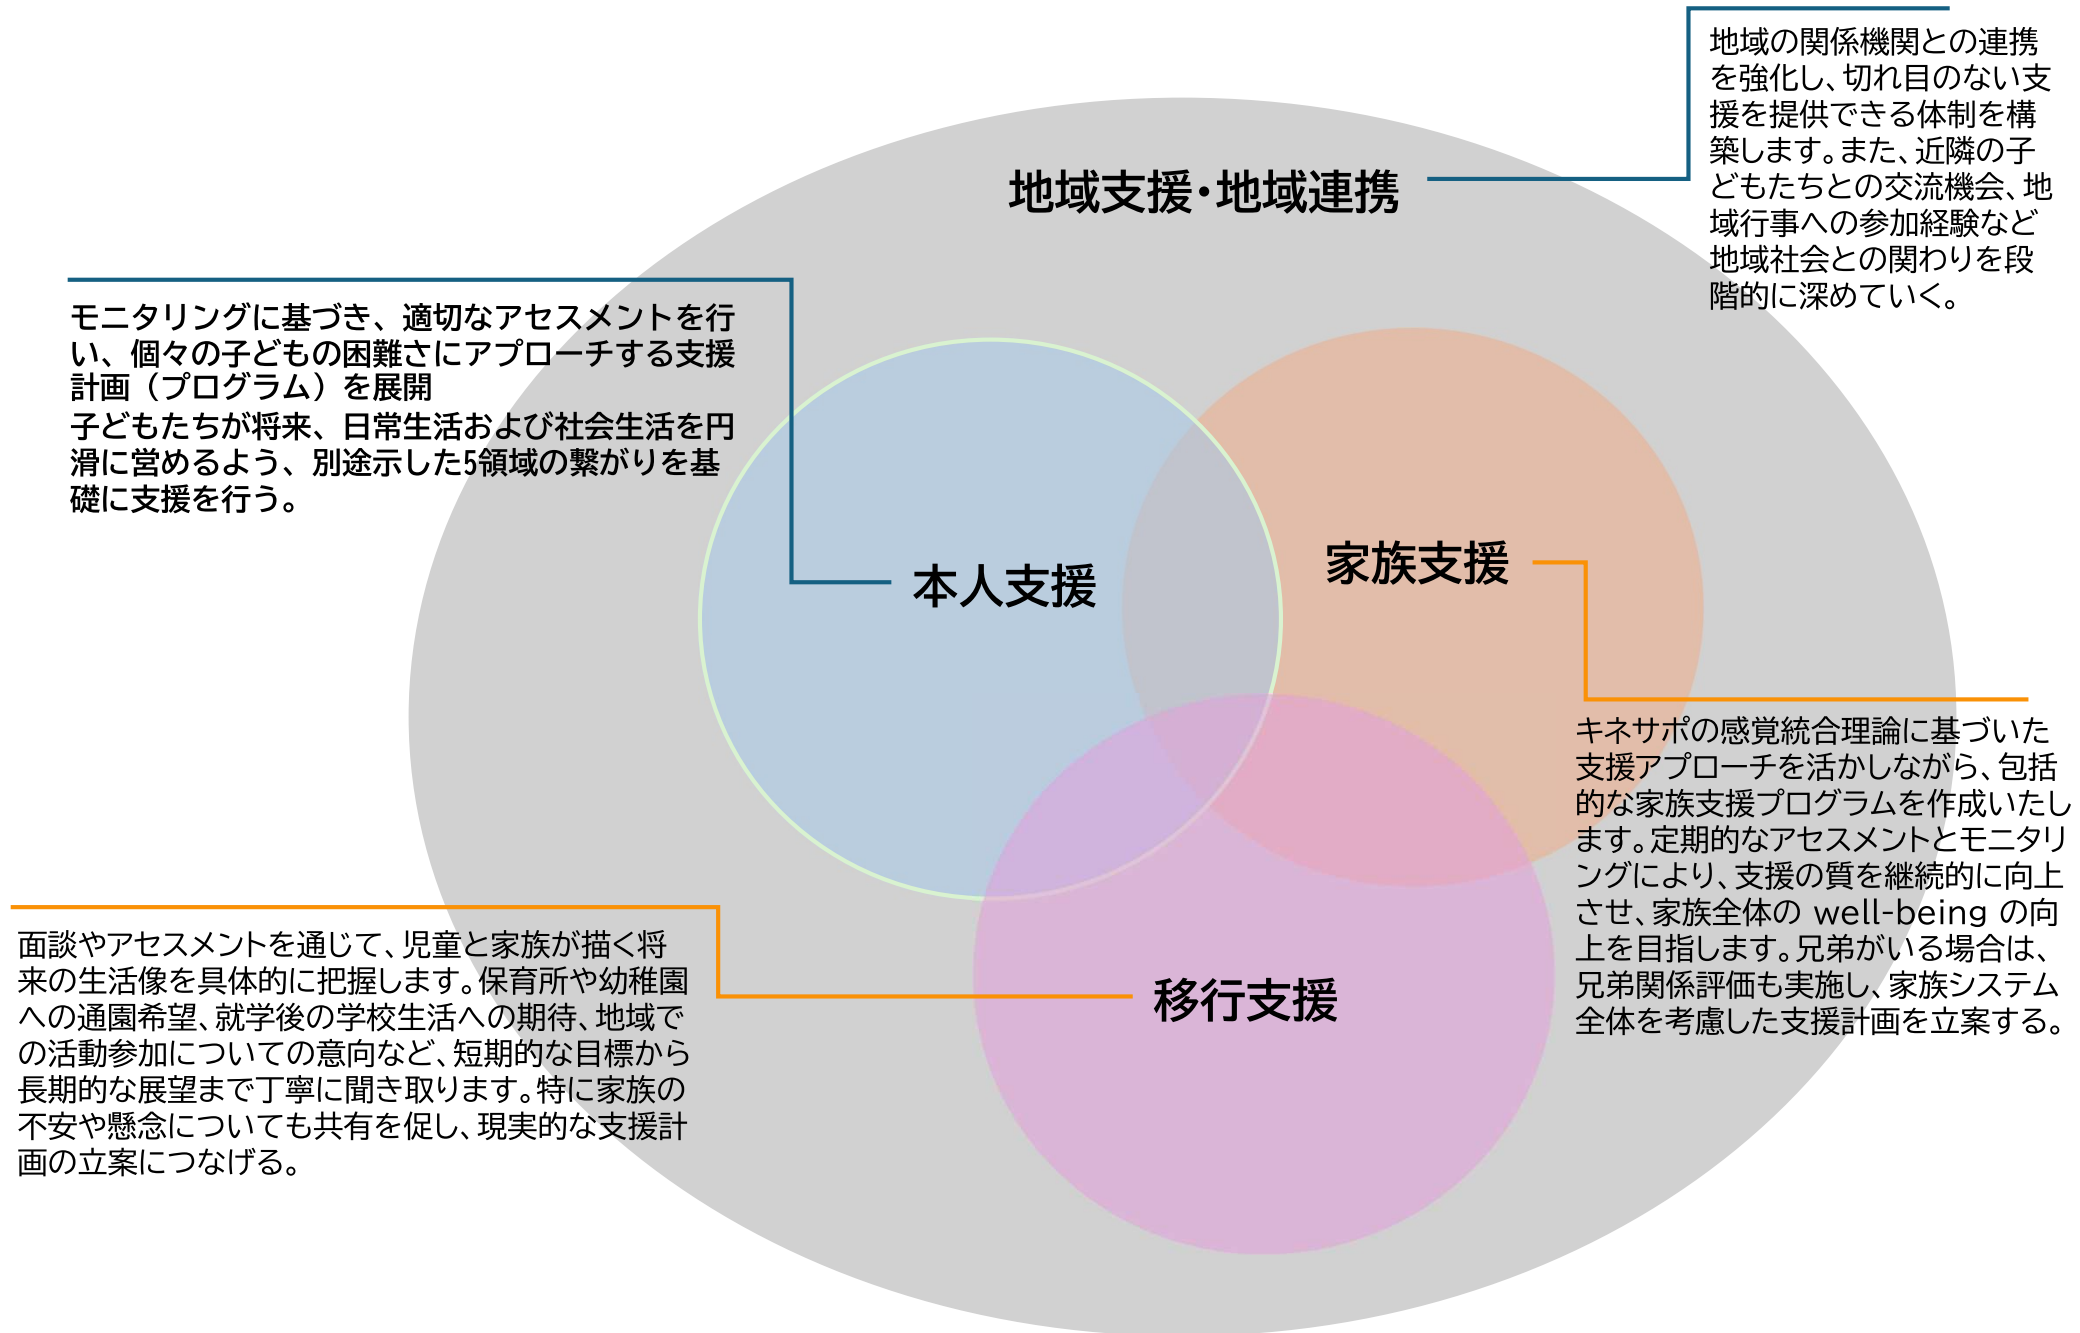 地域の関係機関との連携
を強化し、切れ目のない支
援を提供できる体制を構
築します。また、近隣の子
どもたちとの交流機会、地
域行事への参加経験など
地域社会との関わりを段
階的に深めていく。
地域支援・地域連携
モニタリングに基づき、適切なアセスメントを行
い、個々の子どもの困難さにアプローチする支援
計画（プログラム）を展開
子どもたちが将来、日常生活および社会生活を円
滑に営めるよう、別途示した5領域の繋がりを基
礎に支援を行う。
本人支援
家族支援
キネサポの感覚統合理論に基づいた
支援アプローチを活かしながら、包括
的な家族支援プログラムを作成いたし
ます。定期的なアセスメントとモニタリ
ングにより、支援の質を継続的に向上
させ、家族全体の well-being の向
上を目指します。兄弟がいる場合は、
兄弟関係評価も実施し、家族システム
全体を考慮した支援計画を立案する。
面談やアセスメントを通じて、児童と家族が描く将
来の生活像を具体的に把握します。保育所や幼稚園
への通園希望、就学後の学校生活への期待、地域で
の活動参加についての意向など、短期的な目標から
長期的な展望まで丁寧に聞き取ります。特に家族の
不安や懸念についても共有を促し、現実的な支援計
画の立案につなげる。
移行支援